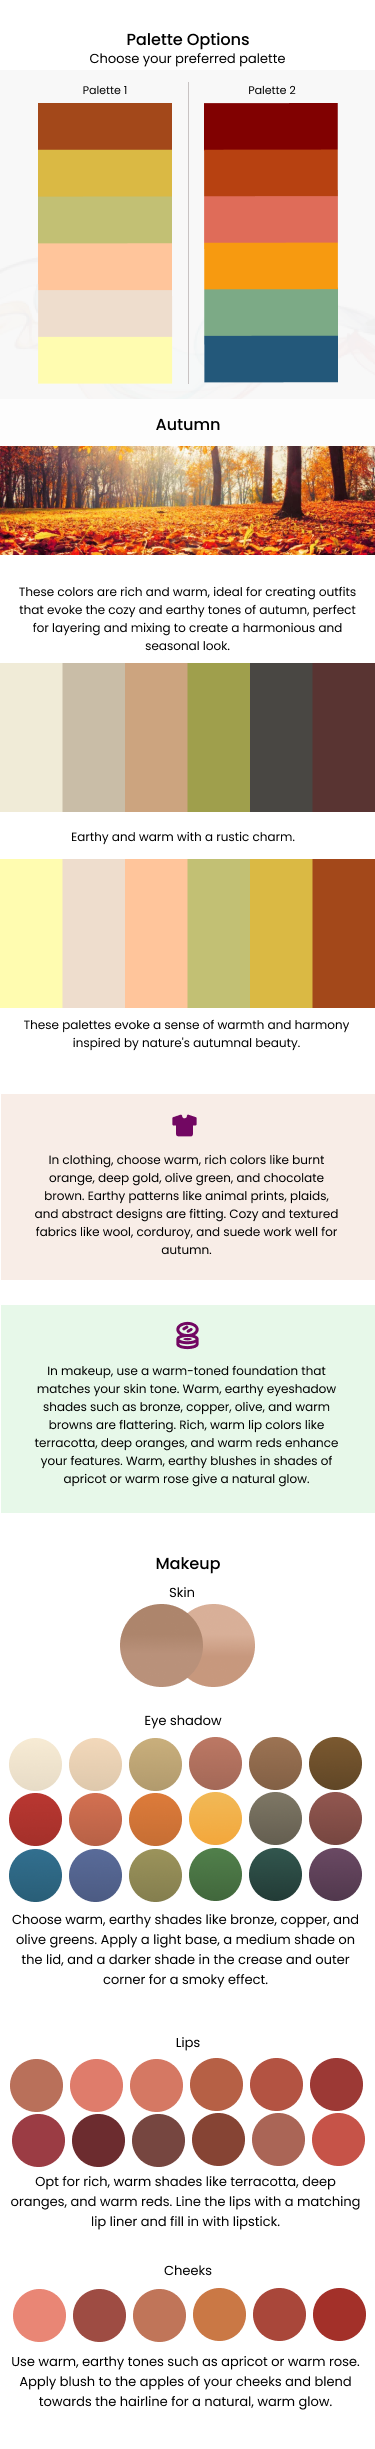 Palette Options
Choose your preferred palette
Palette 1
Palette 2
Autumn
These colors are rich and warm, ideal for creating outfits
that evoke the cozy and earthy tones of autumn, perfect
for layering and mixing to create a harmonious and
seasonal look.
Earthy and warm with a rustic charm.
These palettes evoke a sense of warmth and harmony
inspired by nature's autumnal beauty.
In clothing, choose warm, rich colors like burnt
orange, deep gold, olive green, and chocolate
brown. Earthy patterns like animal prints, plaids,
and abstract designs are fitting. Cozy and textured
fabrics like wool, corduroy, and suede work well for
autumn.
In makeup, use a warm-toned foundation that
matches your skin tone. Warm, earthy eyeshadow
shades such as bronze, copper, olive, and warm
browns are flattering. Rich, warm lip colors like
terracotta, deep oranges, and warm reds enhance
your features. Warm, earthy blushes in shades of
apricot or warm rose give a natural glow.
Makeup
Skin
Eye shadow
Choose warm, earthy shades like bronze, copper, and
olive greens. Apply a light base, a medium shade on
the lid, and a darker shade in the crease and outer
corner for a smoky effect.
Lips
Opt for rich, warm shades like terracotta, deep
oranges, and warm reds. Line the lips with a matching
lip liner and fill in with lipstick.
Cheeks
Use warm, earthy tones such as apricot or warm rose.
Apply blush to the apples of your cheeks and blend
towards the hairline for a natural, warm glow.